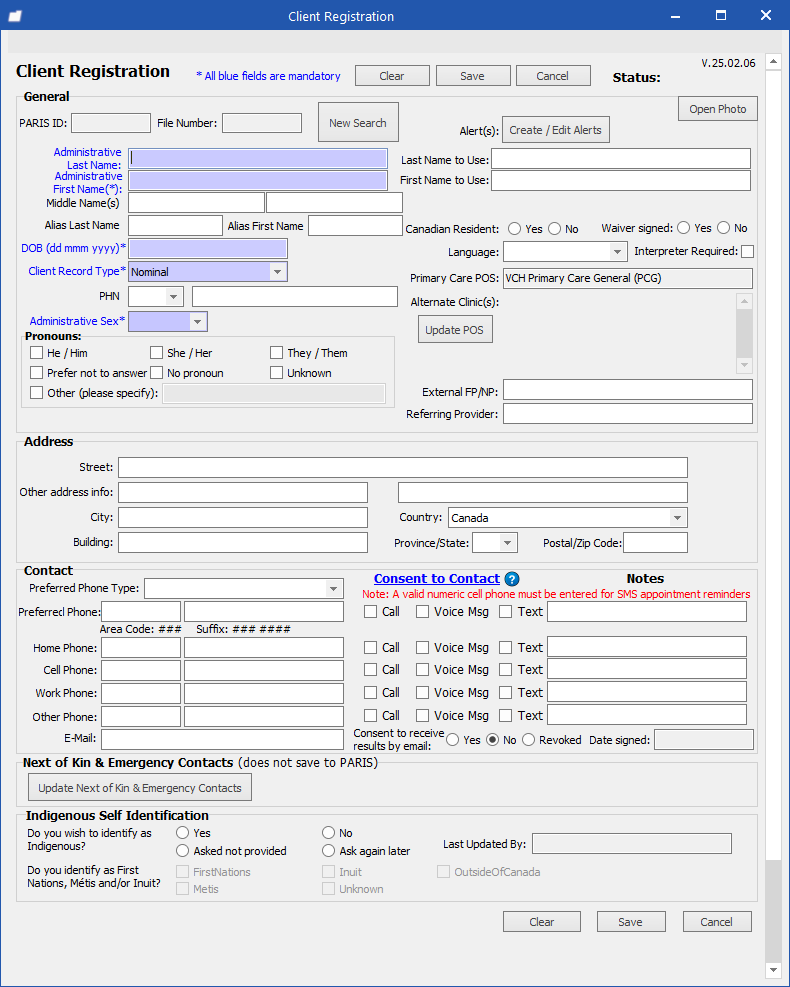 Client Registration
V.25.02.06
Client Registration * All blue fields are mandatory Clear Save Cancel Status:
General
Open Photo
PARIS ID: File Number: New Search Alert(s): Create / Edit Alerts
Administrative
Last Name: Last Name to Use:
Administrative
First Name(*): First Name to Use:
Middle Name(s)
Alias Last Name Alias First Name Canadian Resident: Yes No Waiver signed: Yes No
DOB (dd mmm yyyy)* Language: Interpreter Required:
Client Record Type* Nominal Primary Care POS: VCH Primary Care General (PCG)
PHN Alternate Clinic(s):
Administrative Sex* Update POS
Pronouns:
He / Him She / Her They / Them
Prefer not to answer No pronoun Unknown
Other (please specify): External FP/NP:
Referring Provider:
Address
Street:
Other address info:
City: Country: Canada
Building: Province/State: Postal/Zip Code:
Contact
Preferred Phone Type: Consent to Contact ? Notes
Note: A valid numeric cell phone must be entered for SMS appointment reminders
Preferred Phone: Call Voice Msg Text
Area Code: ### Suffix: ### ####
Home Phone: Call Voice Msg Text
Cell Phone: Call Voice Msg Text
Work Phone: Call Voice Msg Text
Other Phone: Call Voice Msg Text
E-Mail: Consent to receive
results by email: Yes No Revoked Date signed:
Next of Kin & Emergency Contacts (does not save to PARIS)
Update Next of Kin & Emergency Contacts
Indigenous Self Identification
Do you wish to identify as
Indigenous? Yes No
Asked not provided Ask again later Last Updated By:
Do you identify as First
Nations, Métis and/or Inuit? FirstNations Inuit OutsideOfCanada
Metis Unknown
Clear Save Cancel